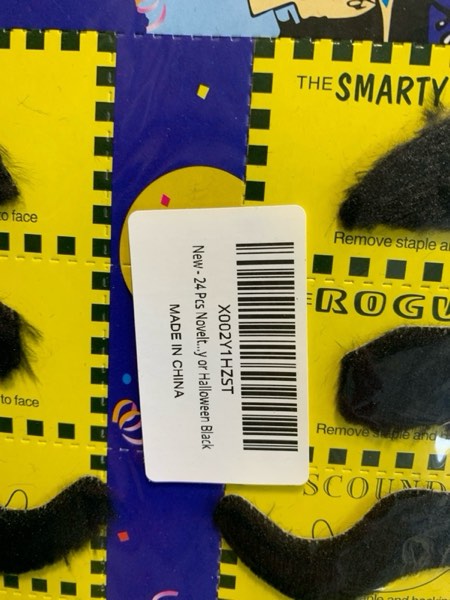 THE SMARTY
to face
Remove staple a
X002Y1HZST
New - 24 Pcs Novelt...y or Halloween Black
MADE IN CHINA
ROGU
to face
Remove staple and
SCOUND